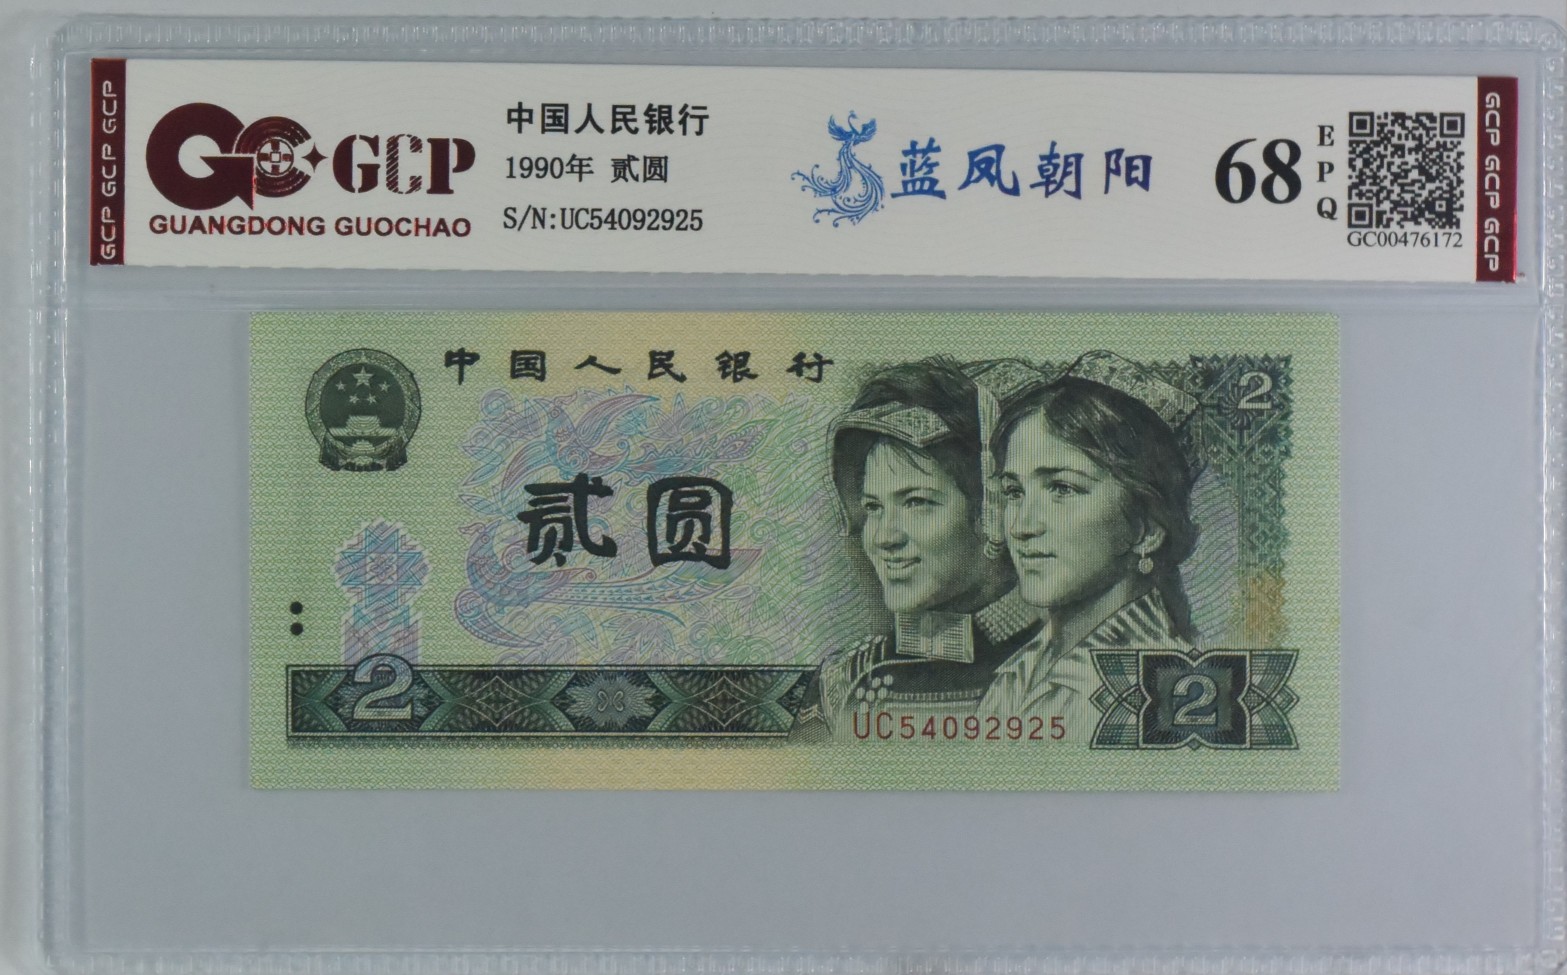 GCP GCP GCP
GCP
GUANGDONG GUOCHAO
中国人民银行
1990年 贰圆
S/N:UC54092925
蓝凤朝阳
68
EPQ
GC00476172
GCP GCP GCP GCP
中国人民银行
2
贰圆
2
UC54092925
2